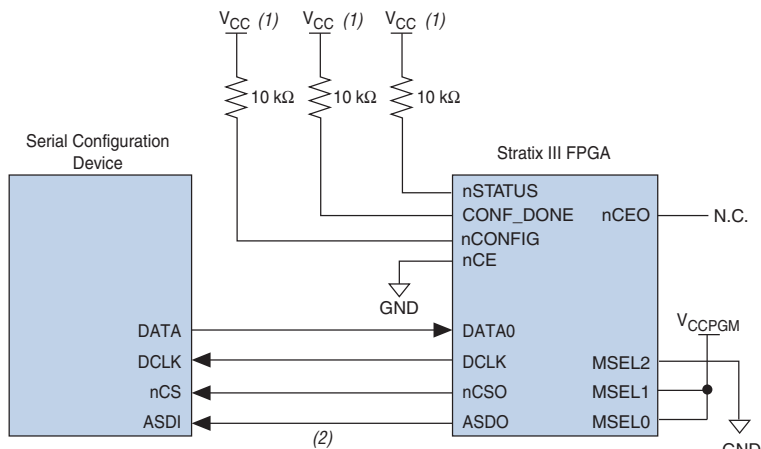 VCC (1) VCC (1) VCC (1)
10 kΩ 10 kΩ 10 kΩ
Serial Configuration
Device
Stratix III FPGA
nSTATUS
CONF_DONE nCEO N.C.
nCONFIG
nCE
GND
VCCPGM
DATA DATA0
DCLK DCLK MSEL2
nCS nCSO MSEL1
ASDI ASDO MSEL0
(2)
GND